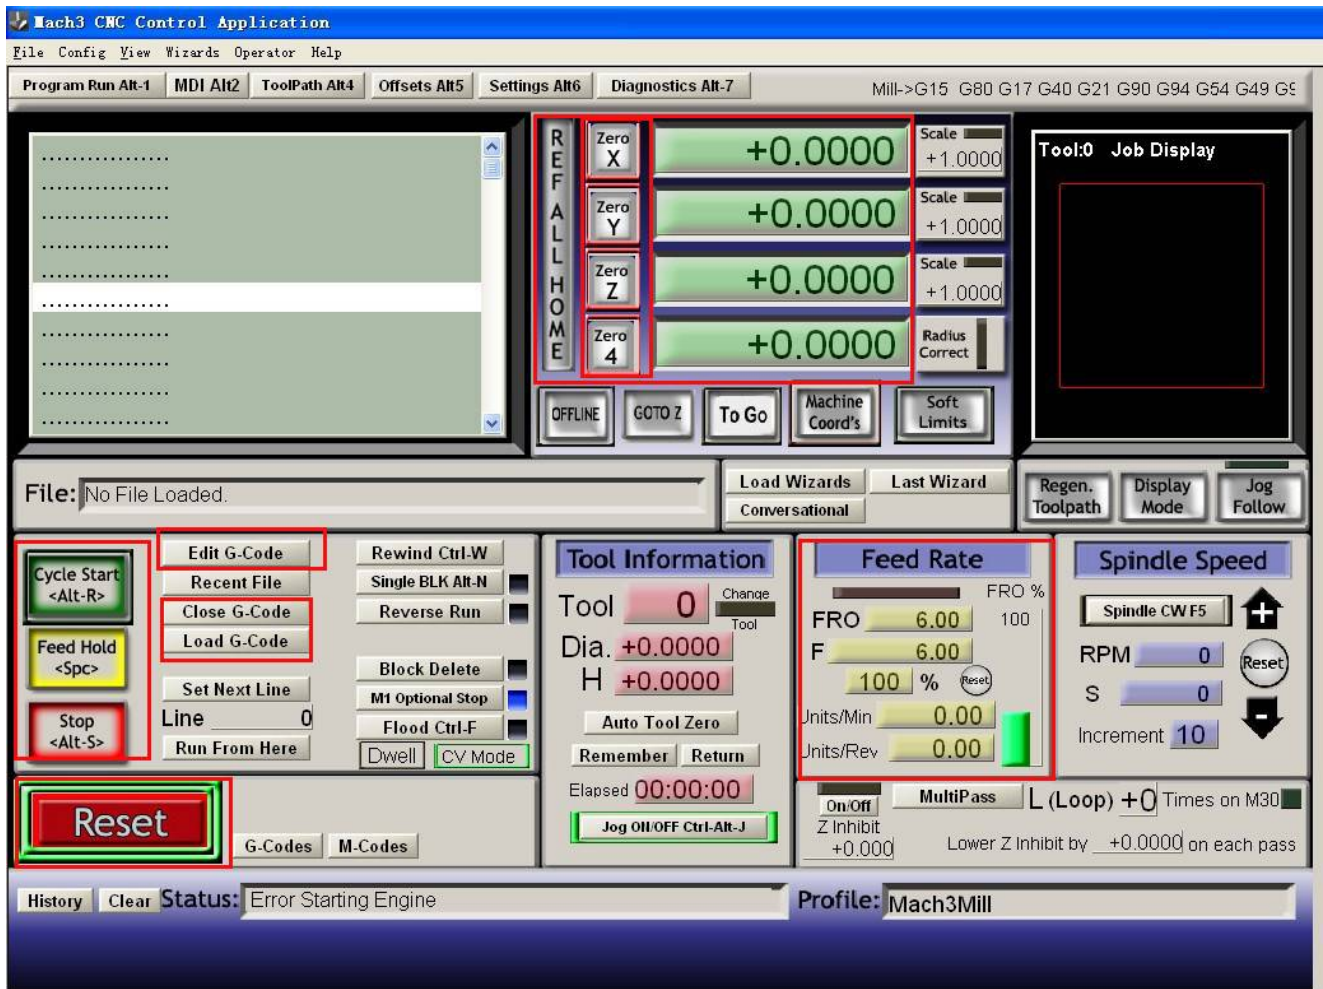 Mach3 CNC Control Application
File Config View Wizards Operator Help
Program Run Alt-1 MDI Alt2 ToolPath Alt4 Offsets Alt5 Settings Alt6 Diagnostics Alt-7 Mill->G15 G80 G17 G40 G21 G90 G94 G54 G49 G9
REF ALL HOME
Zero X +0.0000 Scale +1.0000
Zero Y +0.0000 Scale +1.0000
Zero Z +0.0000 Scale +1.0000
Zero 4 +0.0000 Radius Correct
OFFLINE GOTO Z To Go Machine Coord's Soft Limits
Tool:0 Job Display
File: No File Loaded.
Load Wizards Last Wizard
Conversational
Regen. Toolpath Display Mode Jog Follow
Cycle Start <Alt-R>
Feed Hold <Spc>
Stop <Alt-S>
Edit G-Code
Recent File
Close G-Code
Load G-Code
Set Next Line
Line 0
Run From Here
Rewind Ctrl-W
Single BLK Alt-N
Reverse Run
Block Delete
M1 Optional Stop
Flood Ctrl-F
Dwell CV Mode
Tool Information
Tool 0 Change Tool
Dia. +0.0000
H +0.0000
Auto Tool Zero
Remember Return
Elapsed 00:00:00
Jog ON/OFF Ctrl-Alt-J
Feed Rate
FRO %
FRO 6.00 100
F 6.00
100 % Reset
Units/Min 0.00
Units/Rev 0.00
Spindle Speed
Spindle CW F5 +
RPM 0 Reset
S 0
Increment 10 -
Reset
G-Codes M-Codes
On/Off MultiPass L (Loop) +0 Times on M30
Z Inhibit
+0.000 Lower Z Inhibit by +0.0000 on each pass
History Clear Status: Error Starting Engine Profile: Mach3Mill